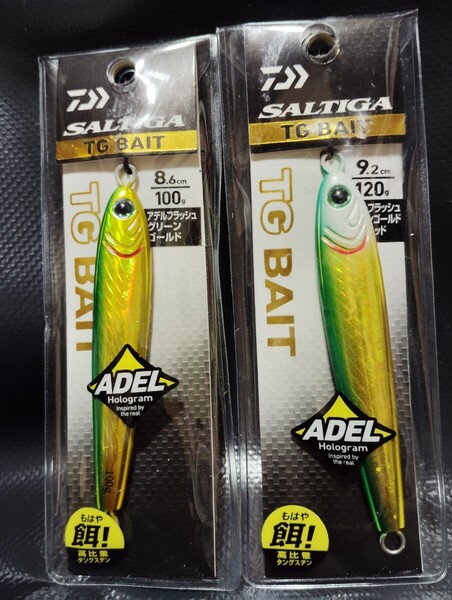 DAIWA
SALTIGA
TG BAIT
8.6cm
100g
アデルフラッシュ
グリーン
ゴールド
TG BAIT
ADEL
Hologram
Inspired by
the real
100g
もはや
餌!
高比重
タングステン
SALTIGA
TG BAIT
9.2cm
120g
フラッシュ
ゴールド
ッド
TG BAIT
ADEL
Hologram
Inspired by
the real
もはや
餌!
高比重
タングステン